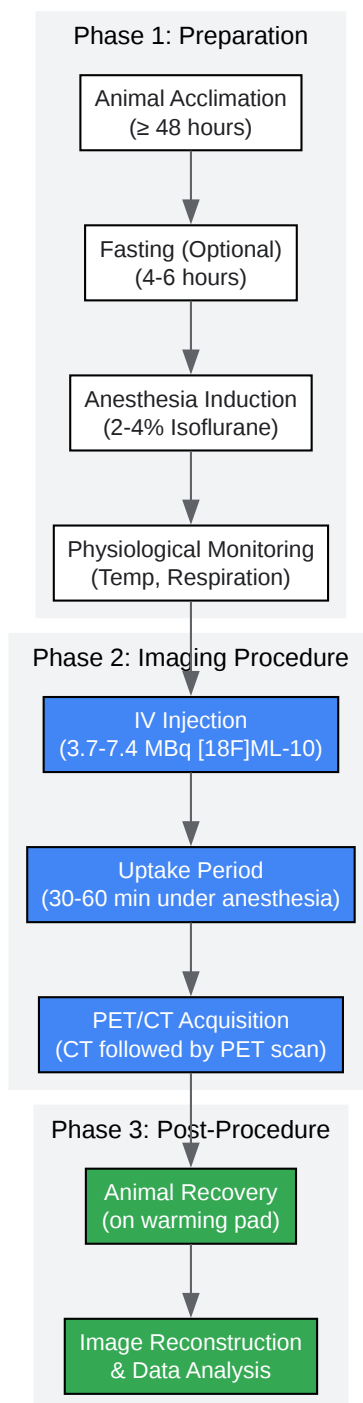 Phase 1: Preparation
Animal Acclimation
(≥ 48 hours)
Fasting (Optional)
(4-6 hours)
Anesthesia Induction
(2-4% Isoflurane)
Physiological Monitoring
(Temp, Respiration)
Phase 2: Imaging Procedure
IV Injection
(3.7-7.4 MBq [18F]ML-10)
Uptake Period
(30-60 min under anesthesia)
PET/CT Acquisition
(CT followed by PET scan)
Phase 3: Post-Procedure
Animal Recovery
(on warming pad)
Image Reconstruction
& Data Analysis